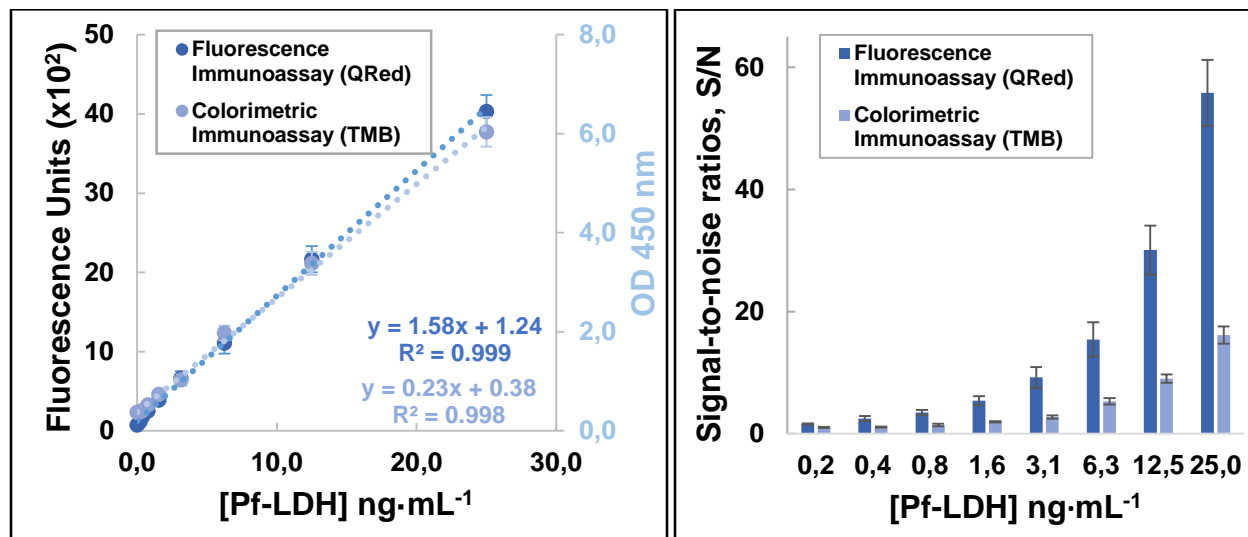 50
40
30
20
10
0
Fluorescence Units (x10²)
Fluorescence
Immunoassay (QRed)
Colorimetric
Immunoassay (TMB)
8,0
6,0
4,0
2,0
0,0
OD 450 nm
y = 1.58x + 1.24
R² = 0.999
y = 0.23x + 0.38
R² = 0.998
0,0 10,0 20,0 30,0
[Pf-LDH] ng·mL⁻¹
Signal-to-noise ratios, S/N
60
40
20
0
Fluorescence
Immunoassay (QRed)
Colorimetric
Immunoassay (TMB)
0,2 0,4 0,8 1,6 3,1 6,3 12,5 25,0
[Pf-LDH] ng·mL⁻¹